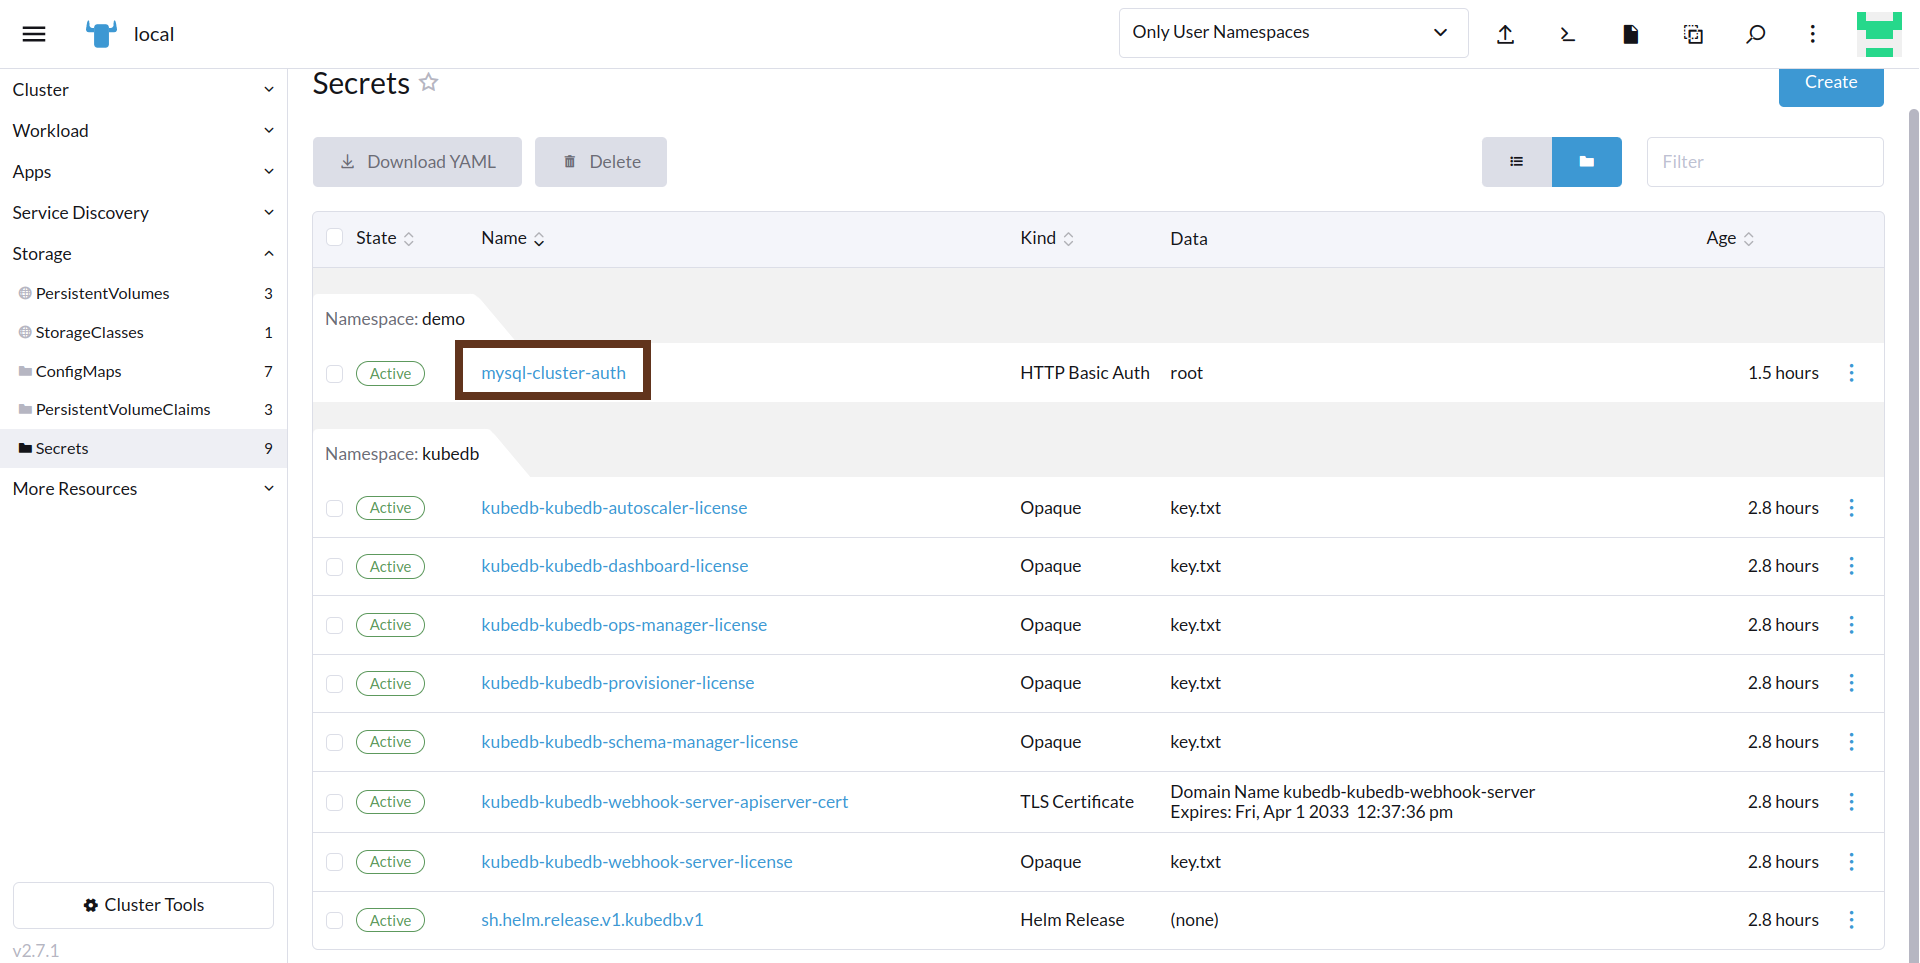 local
Only User Namespaces
Cluster
Workload
Apps
Service Discovery
Storage
PersistentVolumes 3
StorageClasses 1
ConfigMaps 7
PersistentVolumeClaims 3
Secrets 9
More Resources
Cluster Tools
v2.7.1
Secrets
Create
Download YAML
Delete
Filter
State Name Kind Data Age
Namespace: demo
Active mysql-cluster-auth HTTP Basic Auth root 1.5 hours
Namespace: kubedb
Active kubedb-kubedb-autoscaler-license Opaque key.txt 2.8 hours
Active kubedb-kubedb-dashboard-license Opaque key.txt 2.8 hours
Active kubedb-kubedb-ops-manager-license Opaque key.txt 2.8 hours
Active kubedb-kubedb-provisioner-license Opaque key.txt 2.8 hours
Active kubedb-kubedb-schema-manager-license Opaque key.txt 2.8 hours
Active kubedb-kubedb-webhook-server-apiserver-cert TLS Certificate Domain Name kubedb-kubedb-webhook-server 2.8 hours
Expires: Fri, Apr 1 2033 12:37:36 pm
Active kubedb-kubedb-webhook-server-license Opaque key.txt 2.8 hours
Active sh.helm.release.v1.kubedb.v1 Helm Release (none) 2.8 hours